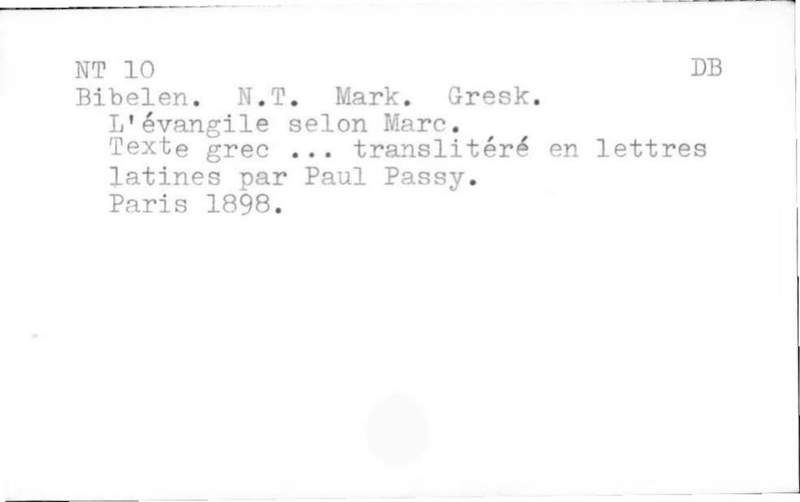 NT 10 DB
Bibelen. N.T. Mark. Gresk.
L'évangile selon Marc.
Texte grec ... translitéré en lettres
latines par Paul Passy.
Paris 1898.